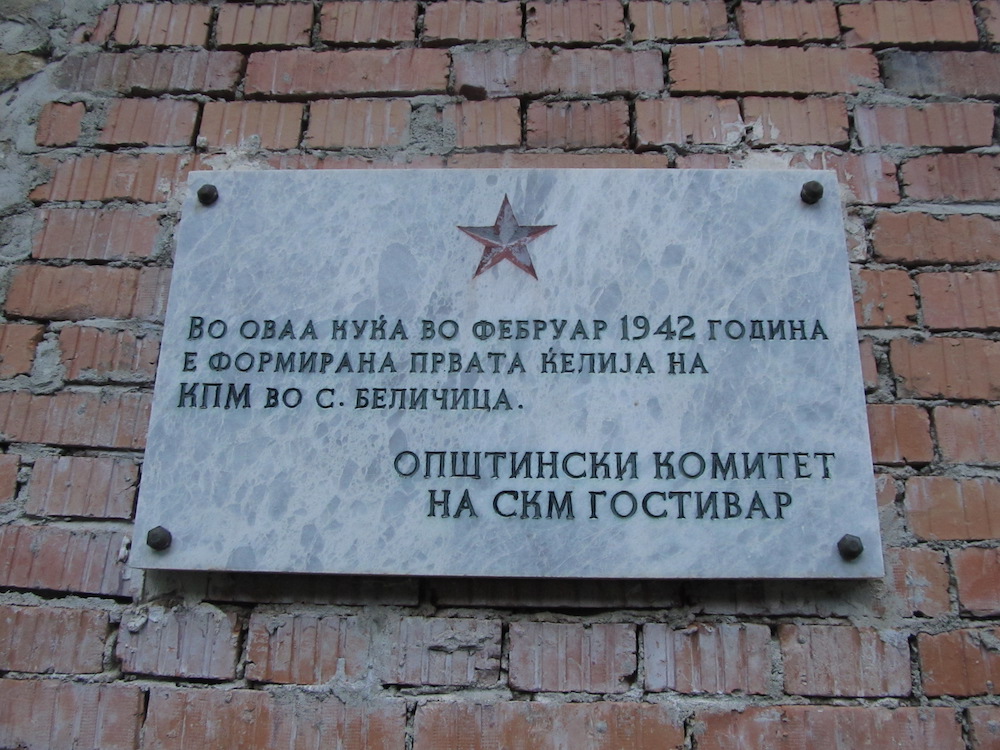 ВО ОВАА КУЌА ВО ФЕБРУАР 1942 ГОДИНА
Е ФОРМИРАНА ПРВАТА ЌЕЛИЈА НА
КПМ ВО С. БЕЛИЧИЦА.
ОПШТИНСКИ КОМИТЕТ
НА СКМ ГОСТИВАР